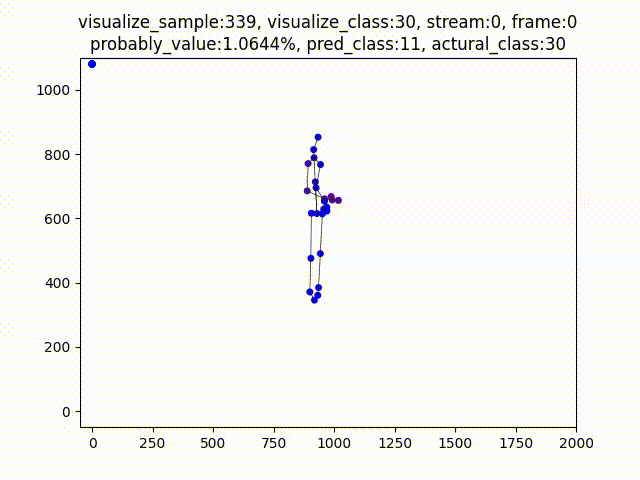 visualize_sample:339, visualize_class:30, stream:0, frame:0
probably_value:1.0644%, pred_class:11, actural_class:30
1000
800
600
400
200
0
0 250 500 750 1000 1250 1500 1750 2000